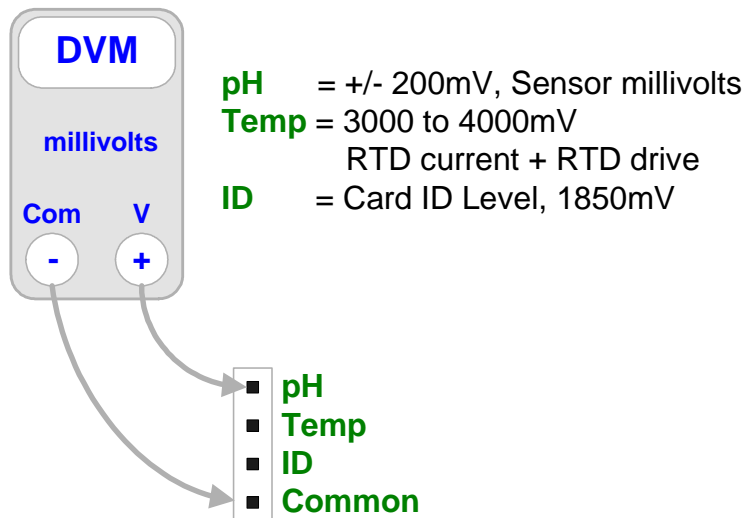 DVM
millivolts
Com V
- +
pH = +/- 200mV, Sensor millivolts
Temp = 3000 to 4000mV
RTD current + RTD drive
ID = Card ID Level, 1850mV
pH
Temp
ID
Common